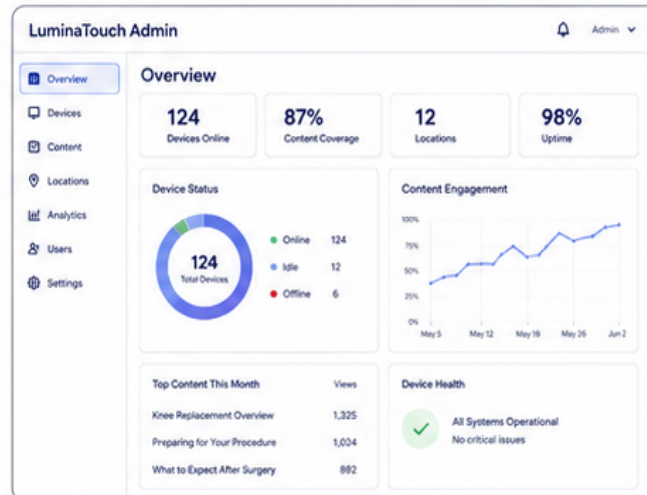 LuminaTouch Admin
Admin
Overview
Devices
Content
Locations
Analytics
Users
Settings
Overview
124
Devices Online
87%
Content Coverage
12
Locations
98%
Uptime
Device Status
124
Total Devices
Online 124
Idle 12
Offline 6
Content Engagement
100%
75%
50%
25%
0%
May 5 May 12 May 19 May 26 Jun 2
Top Content This Month Views
Knee Replacement Overview 1,325
Preparing for Your Procedure 1,024
What to Expect After Surgery 882
Device Health
All Systems Operational
No critical issues